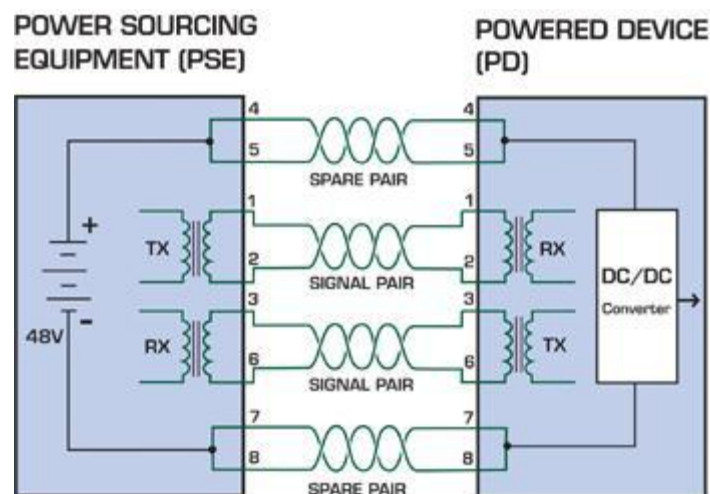 POWER SOURCING
EQUIPMENT (PSE)
POWERED DEVICE
(PD)
4
5
SPARE PAIR
4
5
+
48V
-
TX
1
2
SIGNAL PAIR
1
2
RX
RX
3
6
SIGNAL PAIR
3
6
TX
DC/DC
Converter
7
8
SPARE PAIR
7
8